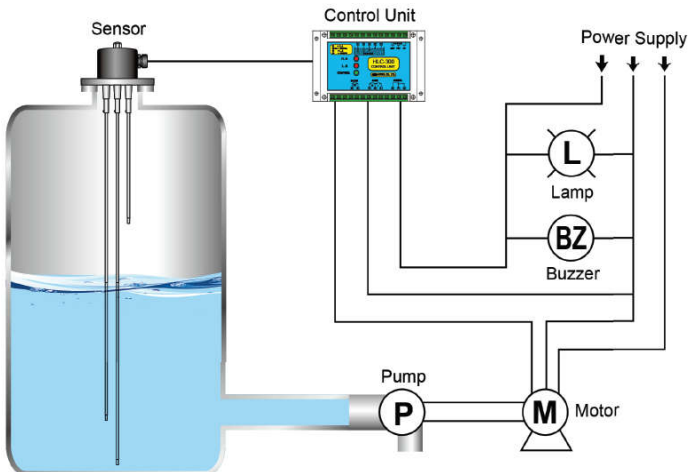 Sensor
Control Unit
Power Supply
HLC-300
CONTROL UNIT
L
Lamp
BZ
Buzzer
Pump
P
M
Motor